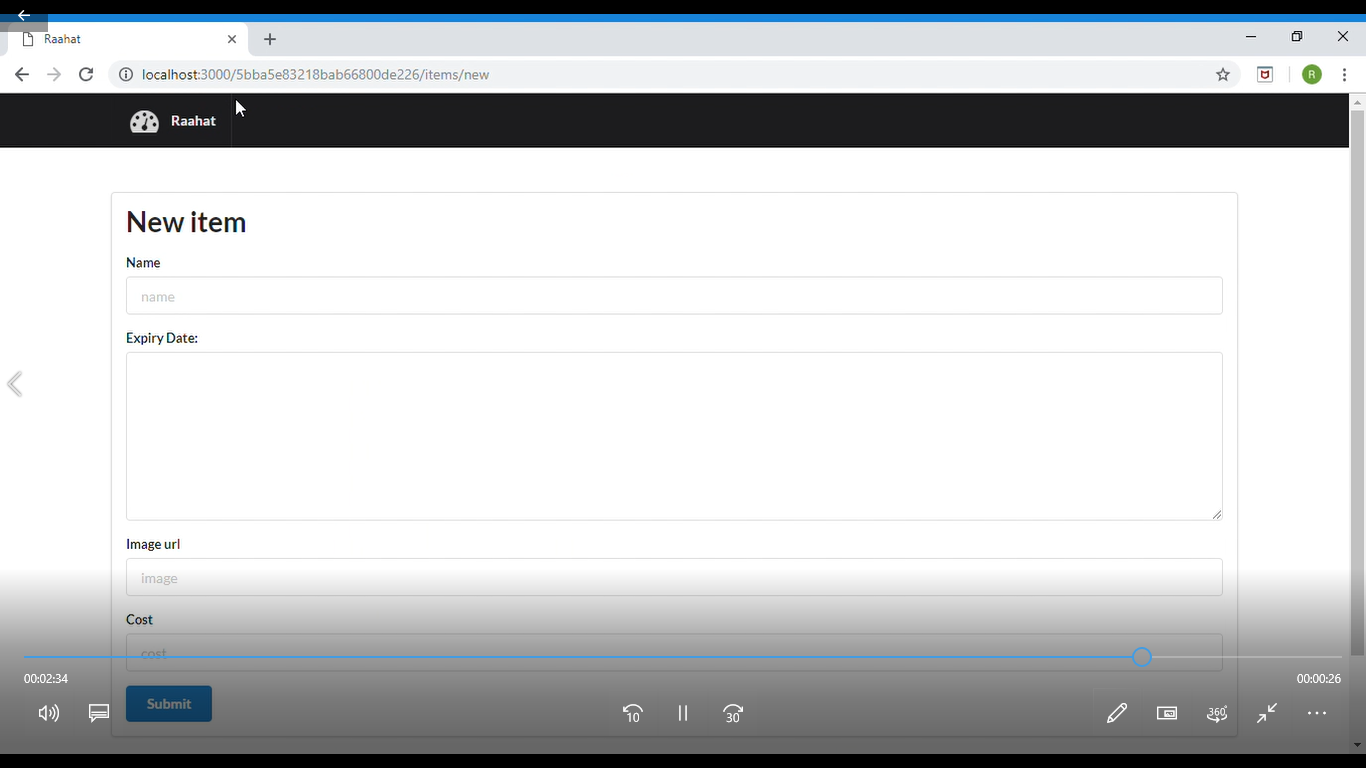 Raahat
localhost:3000/5bba5e83218bab66800de226/items/new
R
Raahat
New item
Name
name
Expiry Date:
Image url
image
Cost
cost
00:02:34
00:00:26
Submit
10
30
360°